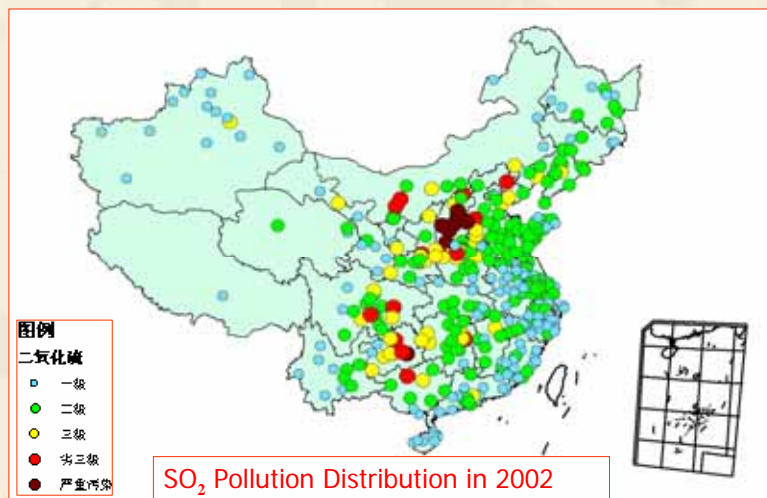 图例
二氧化硫
一级
二级
三级
劣三级
严重污染
SO₂ Pollution Distribution in 2002